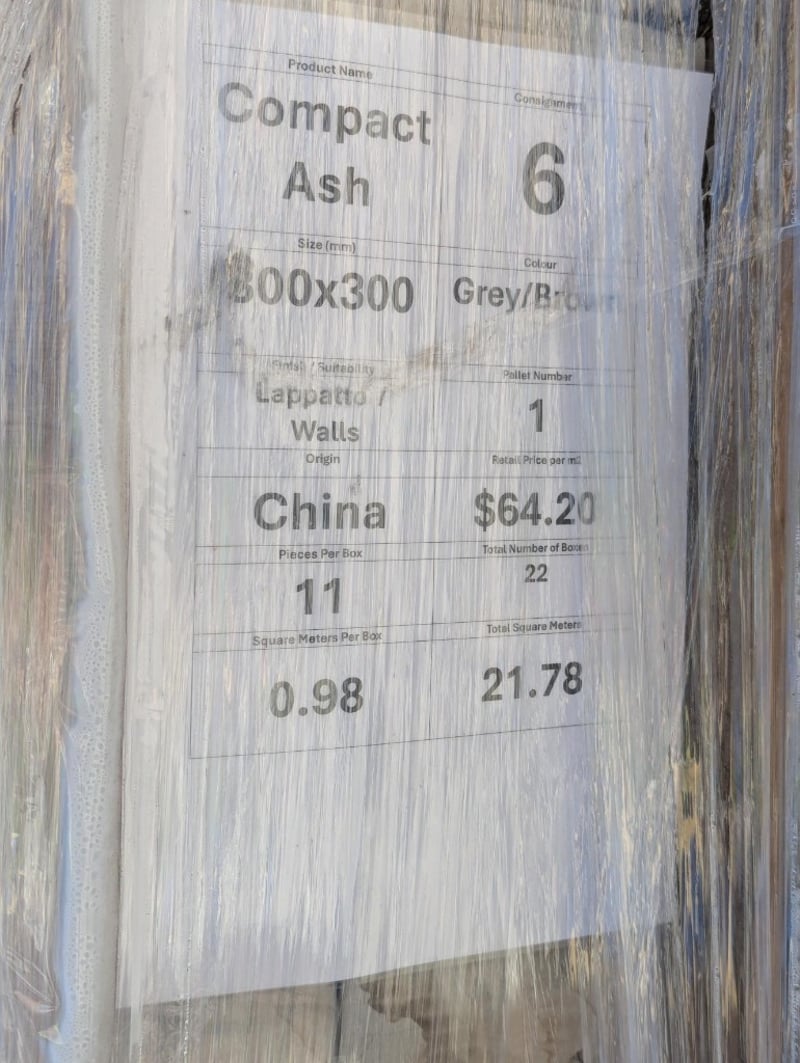 Product Name
Consignment
Compact
Ash
6
Size (mm)
Colour
300x300
Grey/Brown
Finish / Suitability
Pallet Number
Lappatto /
Walls
1
Origin
Retail Price per m2
China
$64.20
Pieces Per Box
Total Number of Boxes
11
22
Square Meters Per Box
Total Square Meters
0.98
21.78